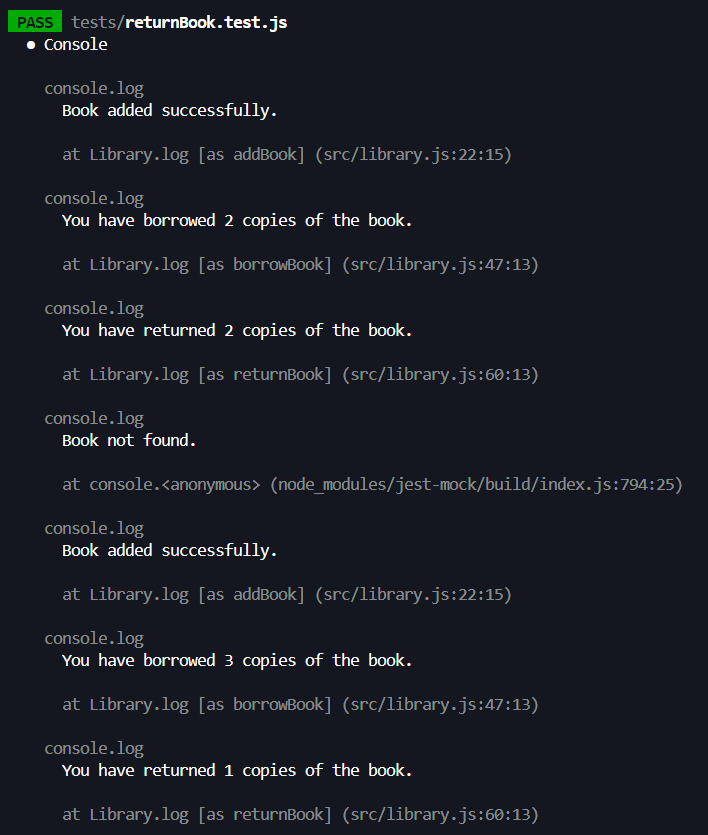 PASS tests/returnBook.test.js
● Console
console.log
Book added successfully.
at Library.log [as addBook] (src/library.js:22:15)
console.log
You have borrowed 2 copies of the book.
at Library.log [as borrowBook] (src/library.js:47:13)
console.log
You have returned 2 copies of the book.
at Library.log [as returnBook] (src/library.js:60:13)
console.log
Book not found.
at console.<anonymous> (node_modules/jest-mock/build/index.js:794:25)
console.log
Book added successfully.
at Library.log [as addBook] (src/library.js:22:15)
console.log
You have borrowed 3 copies of the book.
at Library.log [as borrowBook] (src/library.js:47:13)
console.log
You have returned 1 copies of the book.
at Library.log [as returnBook] (src/library.js:60:13)